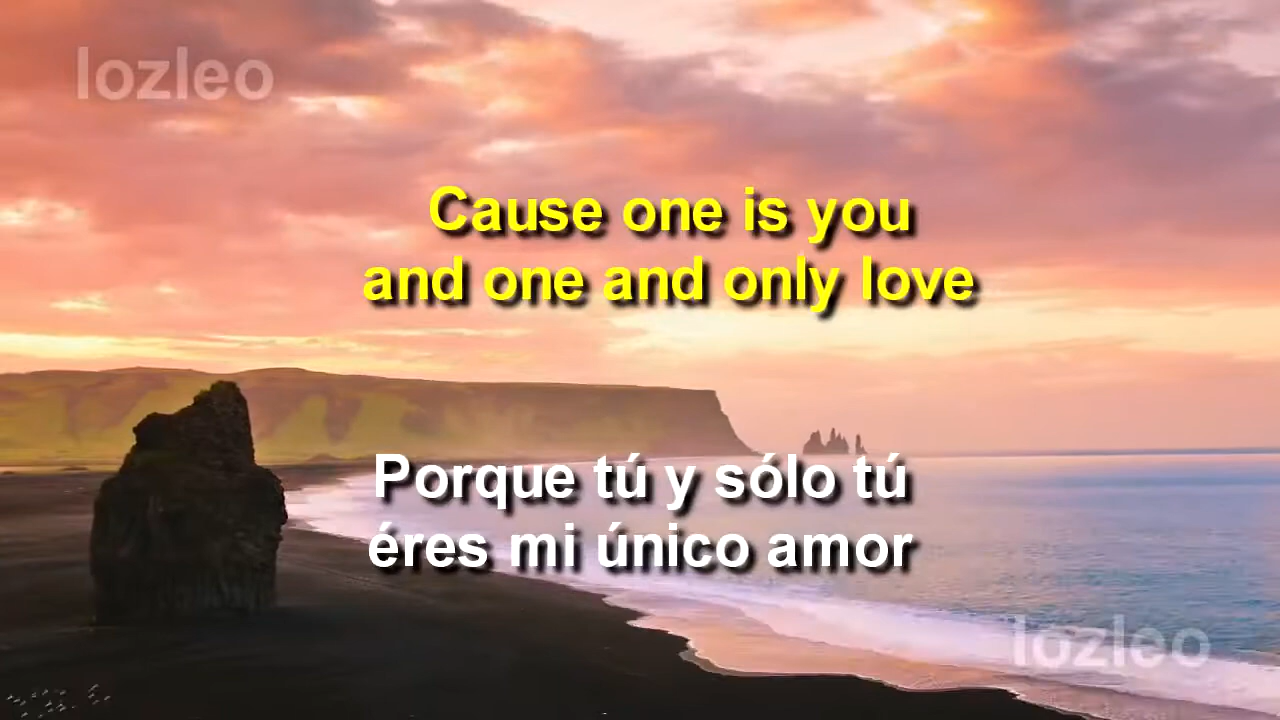 lozleo
Cause one is you
and one and only love
Porque tú y sólo tú
éres mi único amor
lozleo